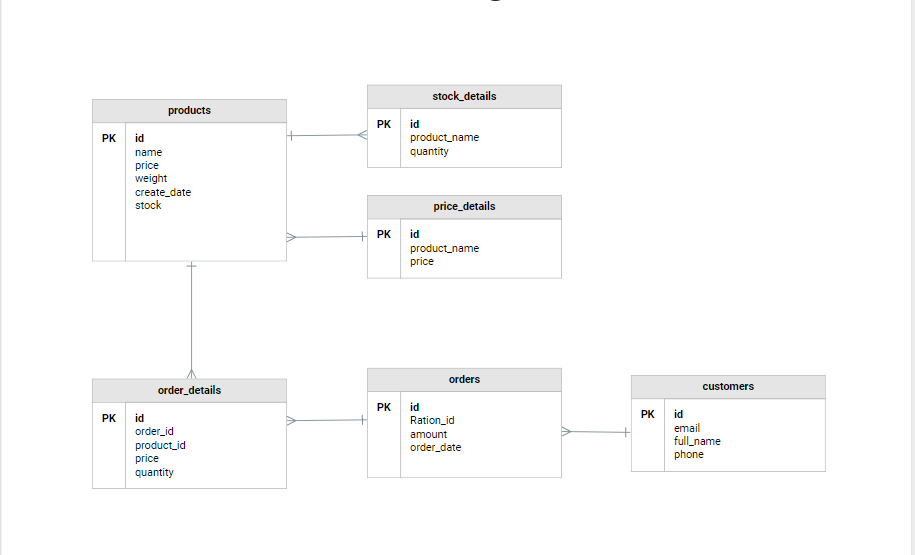 products
PK
id
name
price
weight
create_date
stock
stock_details
PK
id
product_name
quantity
price_details
PK
id
product_name
price
order_details
PK
id
order_id
product_id
price
quantity
orders
PK
id
Ration_id
amount
order_date
customers
PK
id
email
full_name
phone